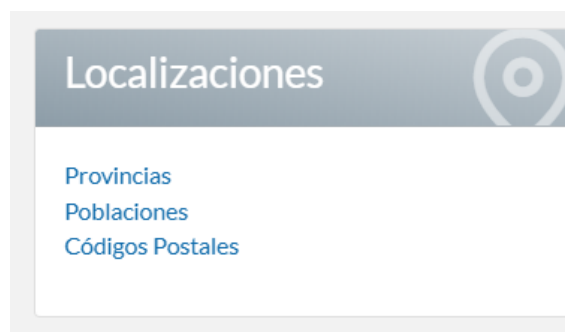 Localizaciones
Provincias
Poblaciones
Códigos Postales